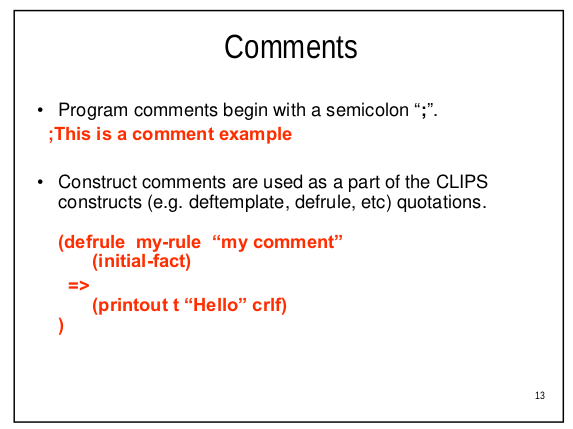 Comments
• Program comments begin with a semicolon “;”.
;This is a comment example
• Construct comments are used as a part of the CLIPS
constructs (e.g. deftemplate, defrule, etc) quotations.
(defrule my-rule “my comment”
(initial-fact)
=>
(printout t “Hello” crlf)
)
13